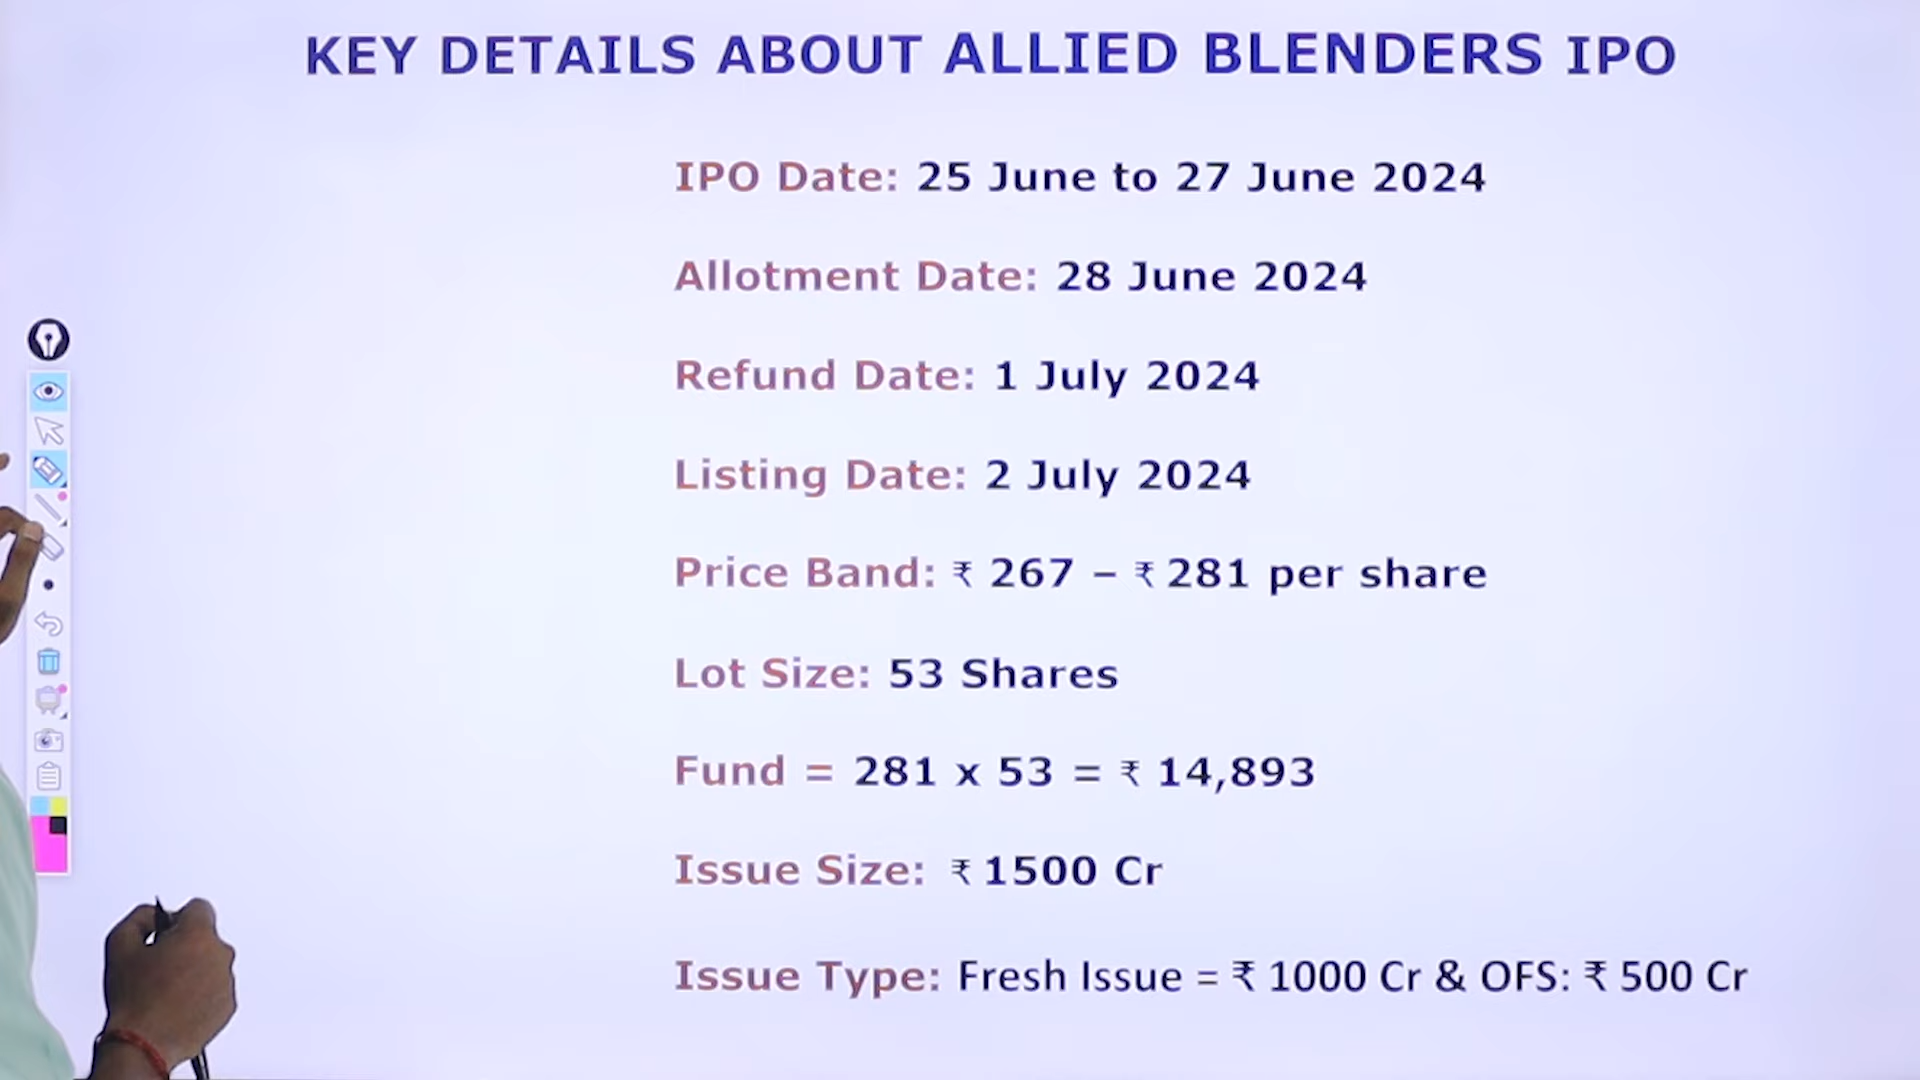 KEY DETAILS ABOUT ALLIED BLENDERS IPO
IPO Date: 25 June to 27 June 2024
Allotment Date: 28 June 2024
Refund Date: 1 July 2024
Listing Date: 2 July 2024
Price Band: ₹ 267 – ₹ 281 per share
Lot Size: 53 Shares
Fund = 281 x 53 = ₹ 14,893
Issue Size: ₹ 1500 Cr
Issue Type: Fresh Issue = ₹ 1000 Cr & OFS: ₹ 500 Cr